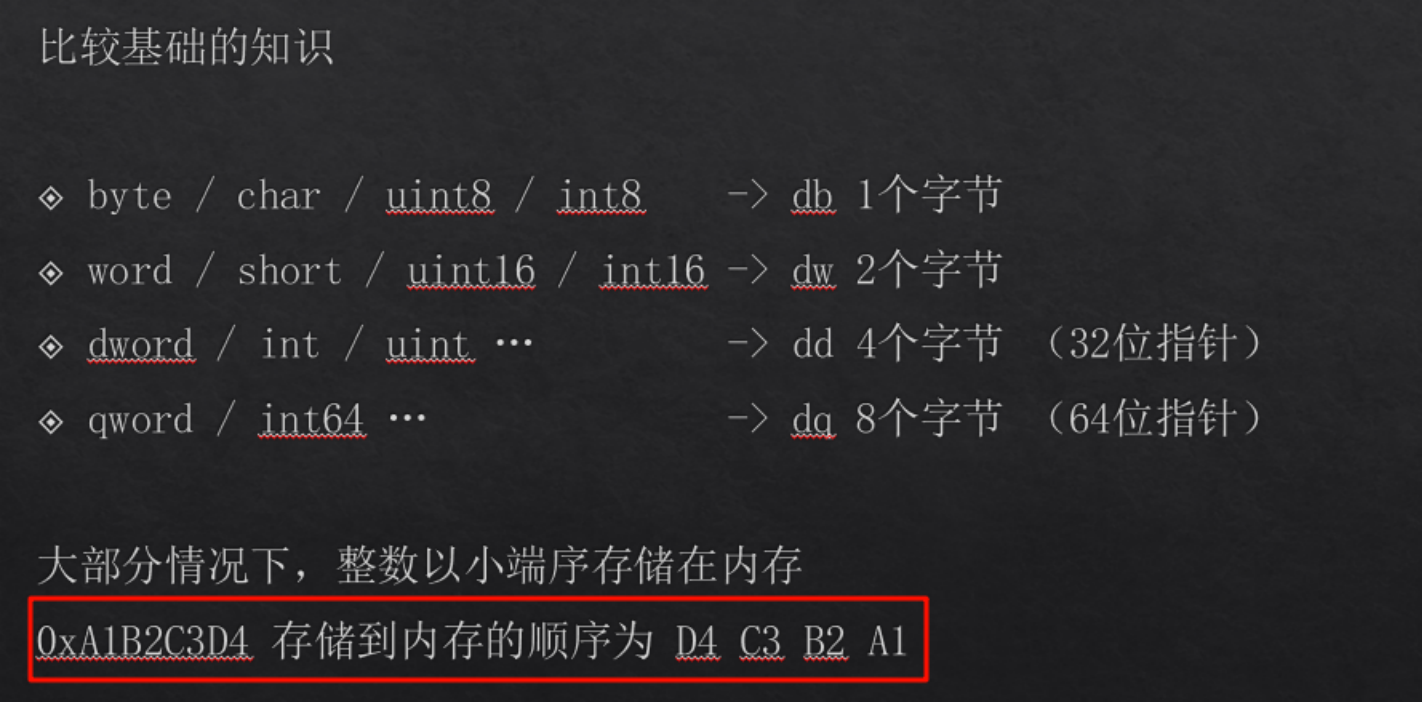 比较基础的知识
byte / char / uint8 / int8 -> db 1个字节
word / short / uint16 / int16 -> dw 2个字节
dword / int / uint … -> dd 4个字节 （32位指针）
qword / int64 … -> dq 8个字节 （64位指针）
大部分情况下，整数以小端序存储在内存
0xA1B2C3D4 存储到内存的顺序为 D4 C3 B2 A1